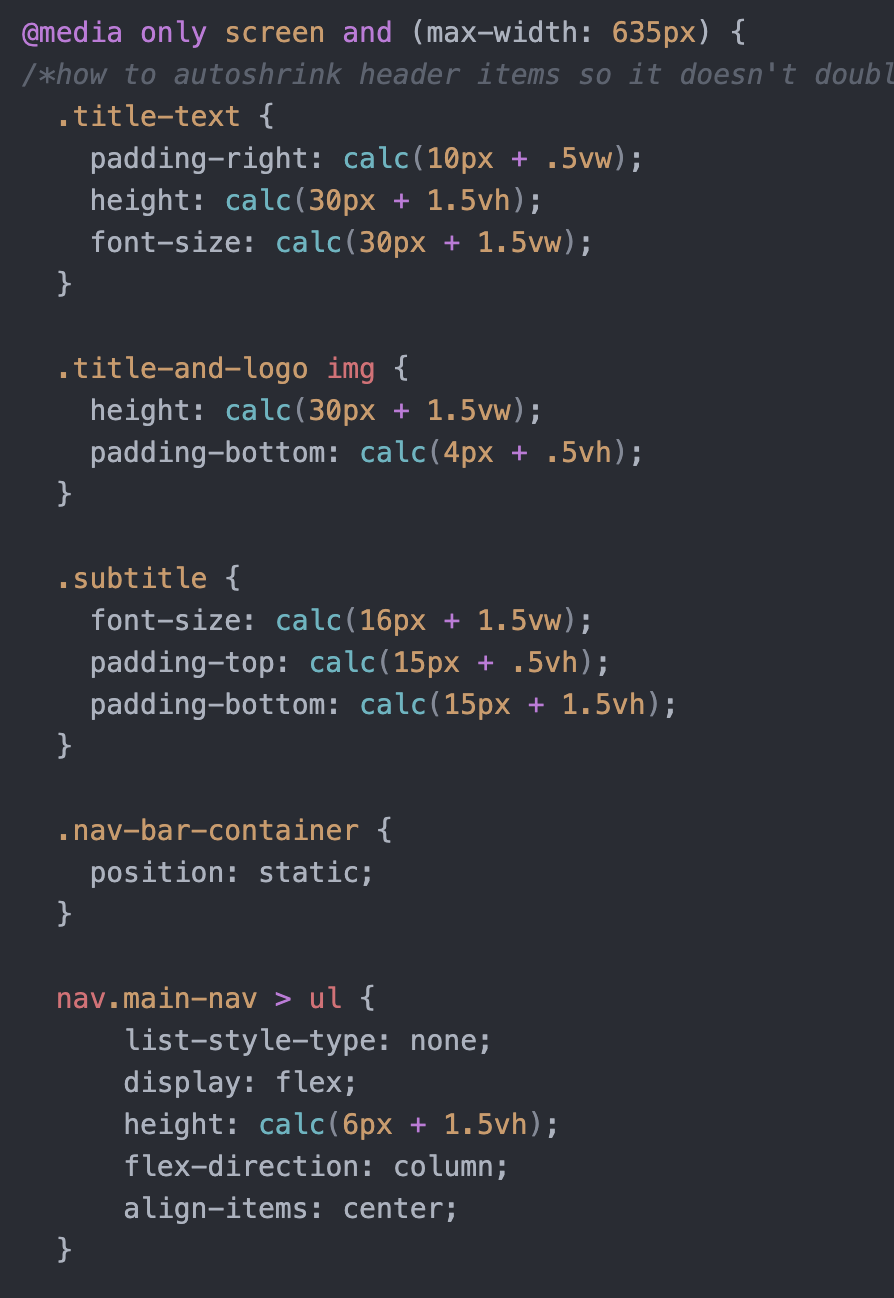 @media only screen and (max-width: 635px) {
/*how to autoshrink header items so it doesn't
.title-text {
padding-right: calc(10px + .5vw);
height: calc(30px + 1.5vh);
font-size: calc(30px + 1.5vw);
}
.title-and-logo img {
height: calc(30px + 1.5vw);
padding-bottom: calc(4px + .5vh);
}
.subtitle {
font-size: calc(16px + 1.5vw);
padding-top: calc(15px + .5vh);
padding-bottom: calc(15px + 1.5vh);
}
.nav-bar-container {
position: static;
}
nav.main-nav > ul {
list-style-type: none;
display: flex;
height: calc(6px + 1.5vh);
flex-direction: column;
align-items: center;
}